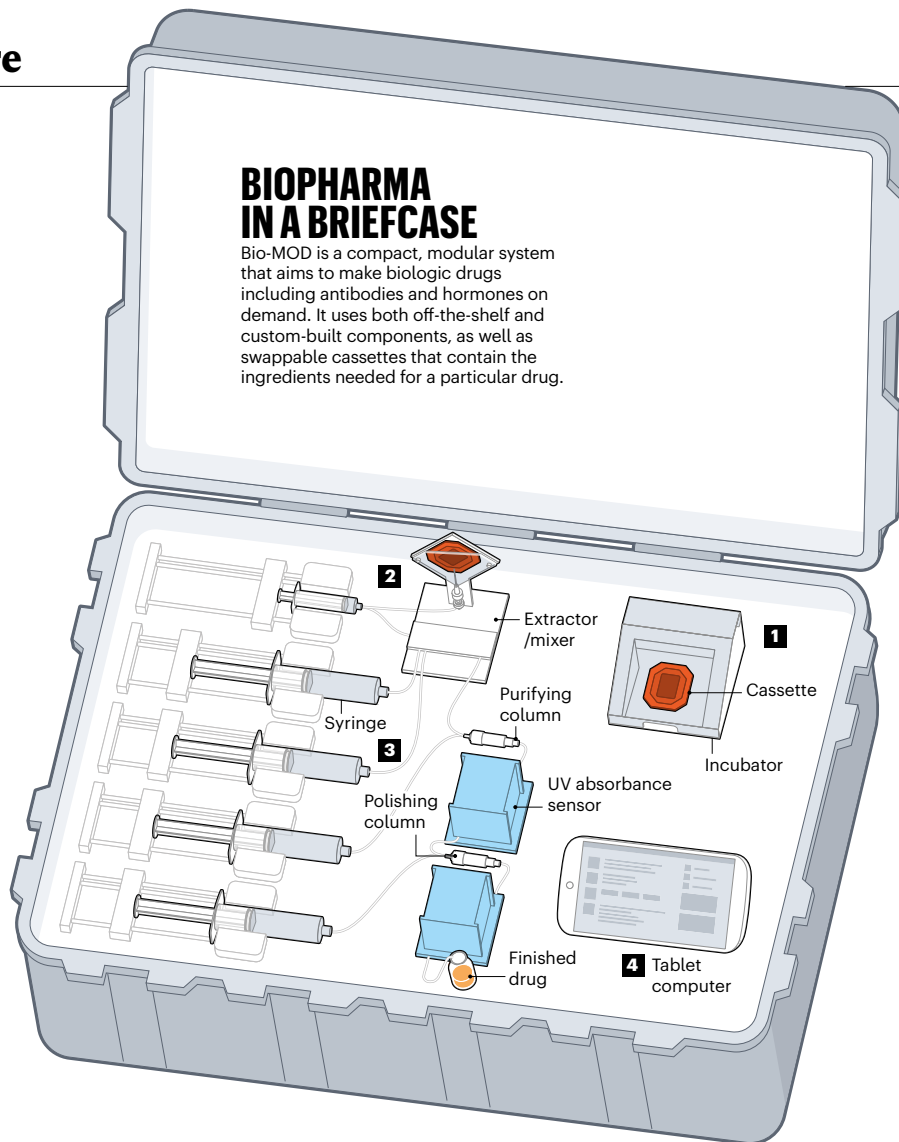 BIOPHARMA
IN A BRIEFCASE
Bio-MOD is a compact, modular system
that aims to make biologic drugs
including antibodies and hormones on
demand. It uses both off-the-shelf and
custom-built components, as well as
swappable cassettes that contain the
ingredients needed for a particular drug.
2
Extractor
/mixer
1
Cassette
Purifying
column
Syringe
3
Incubator
UV absorbance
sensor
Polishing
column
Finished
drug
4 Tablet
computer